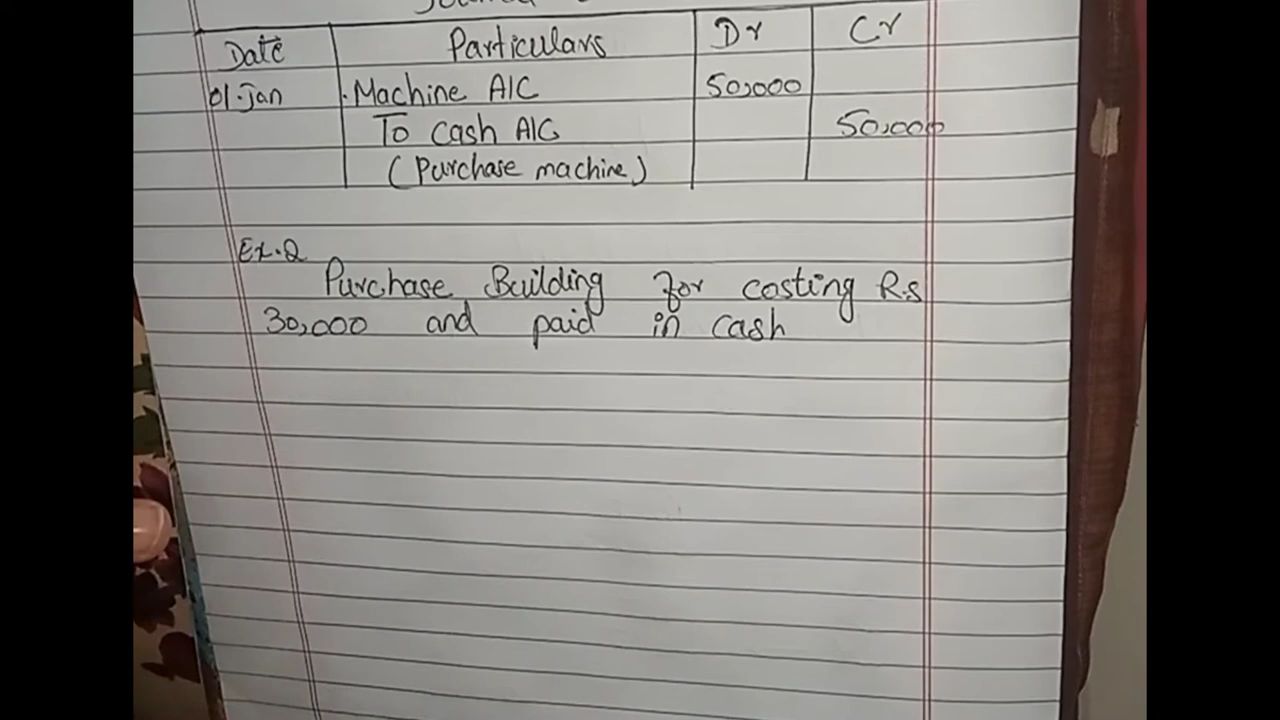 Date Particulars Dr Cr
01.Jan Machine A/C 50,000
To Cash A/C 50,000
(Purchase machine)
Ex.2
Purchase Building for costing R.s
30,000 and paid in cash